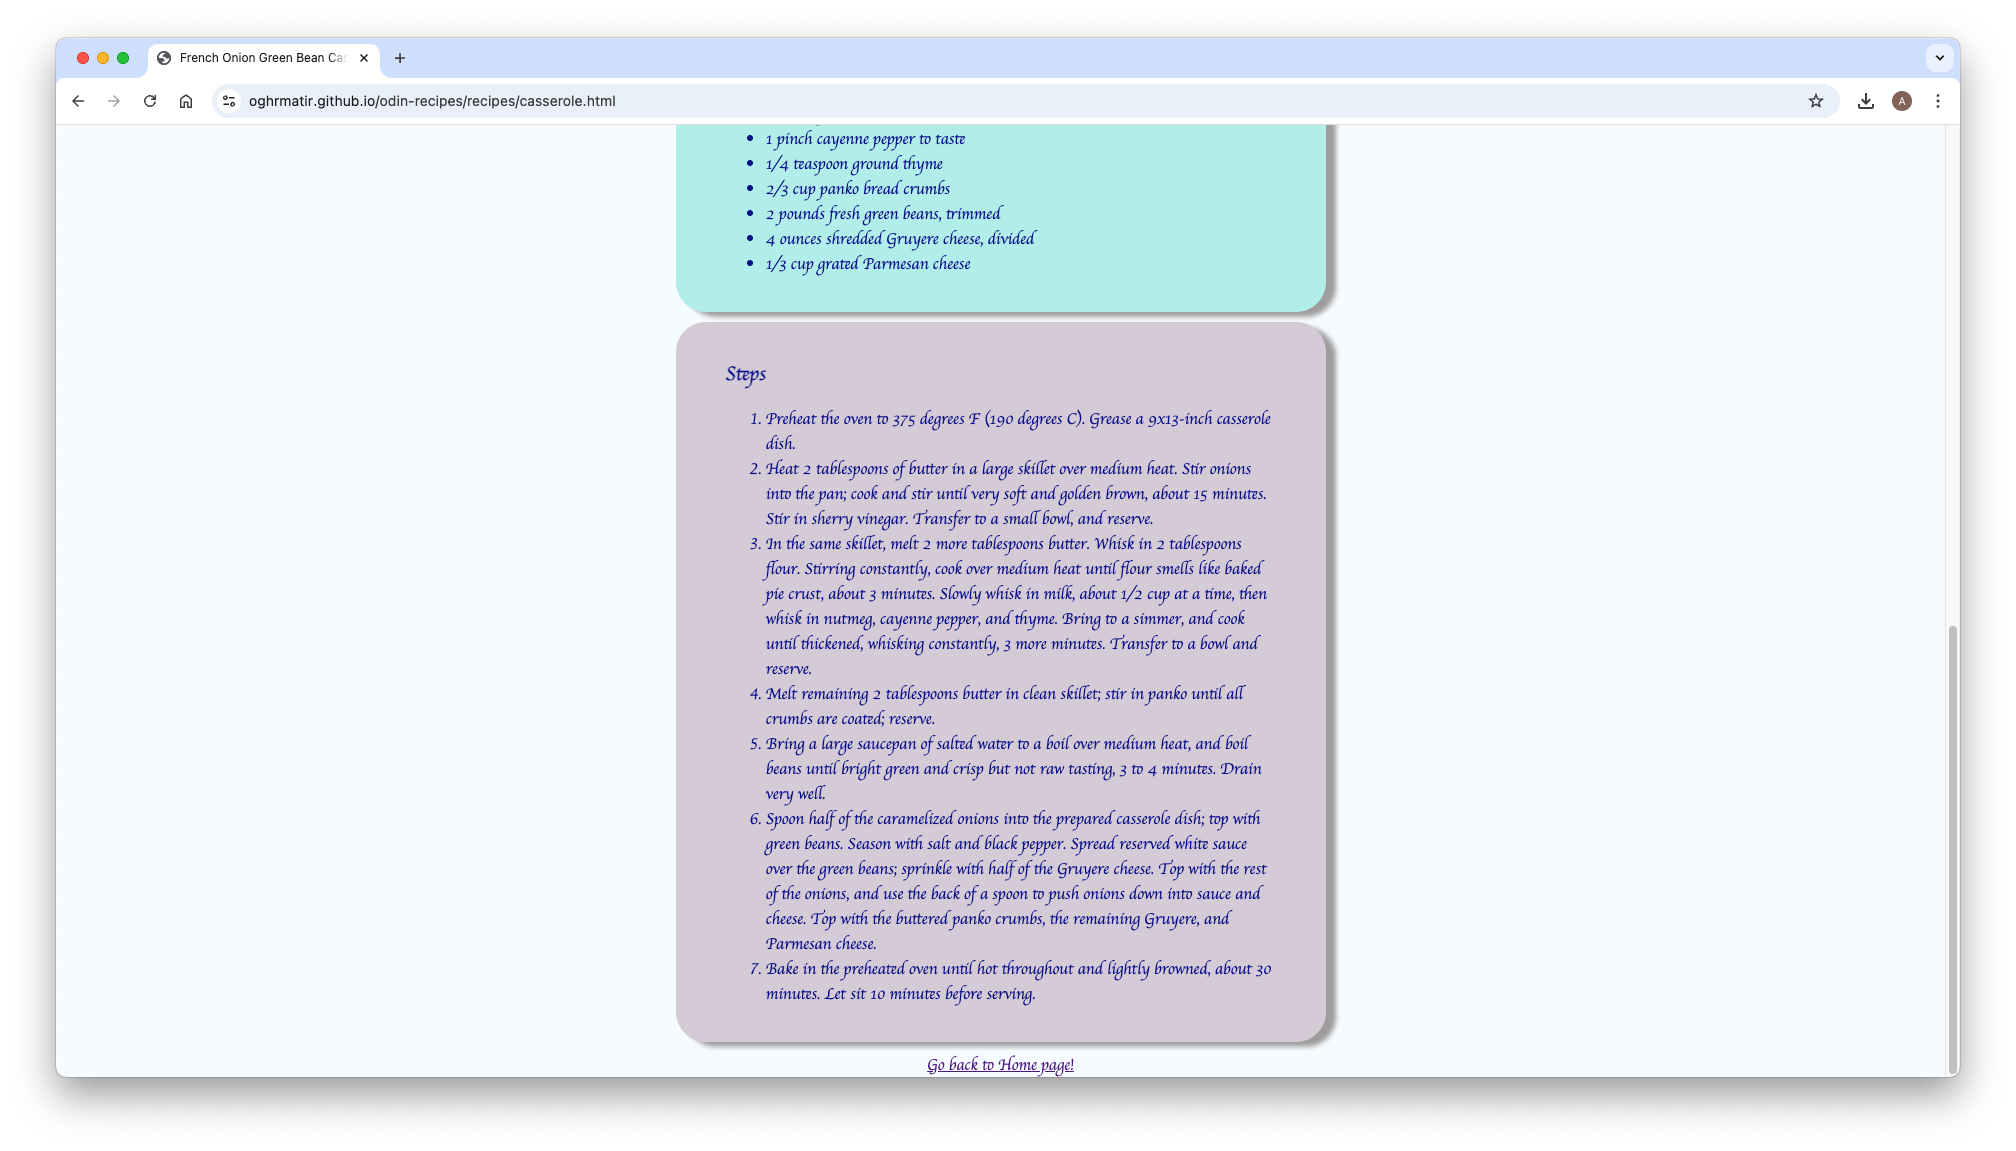 French Onion Green Bean Ca
oghrmatir.github.io/odin-recipes/recipes/casserole.html
A
1 pinch cayenne pepper to taste
1/4 teaspoon ground thyme
2/3 cup panko bread crumbs
2 pounds fresh green beans, trimmed
4 ounces shredded Gruyere cheese, divided
1/3 cup grated Parmesan cheese
Steps
1. Preheat the oven to 375 degrees F (190 degrees C). Grease a 9x13-inch casserole
dish.
2. Heat 2 tablespoons of butter in a large skillet over medium heat. Stir onions
into the pan; cook and stir until very soft and golden brown, about 15 minutes.
Stir in sherry vinegar. Transfer to a small bowl, and reserve.
3. In the same skillet, melt 2 more tablespoons butter. Whisk in 2 tablespoons
flour. Stirring constantly, cook over medium heat until flour smells like baked
pie crust, about 3 minutes. Slowly whisk in milk, about 1/2 cup at a time, then
whisk in nutmeg, cayenne pepper, and thyme. Bring to a simmer, and cook
until thickened, whisking constantly, 3 more minutes. Transfer to a bowl and
reserve.
4. Melt remaining 2 tablespoons butter in clean skillet; stir in panko until all
crumbs are coated; reserve.
5. Bring a large saucepan of salted water to a boil over medium heat, and boil
beans until bright green and crisp but not raw tasting, 3 to 4 minutes. Drain
very well.
6. Spoon half of the caramelized onions into the prepared casserole dish; top with
green beans. Season with salt and black pepper. Spread reserved white sauce
over the green beans; sprinkle with half of the Gruyere cheese. Top with the rest
of the onions, and use the back of a spoon to push onions down into sauce and
cheese. Top with the buttered panko crumbs, the remaining Gruyere, and
Parmesan cheese.
7. Bake in the preheated oven until hot throughout and lightly browned, about 30
minutes. Let sit 10 minutes before serving.
Go back to Home page!